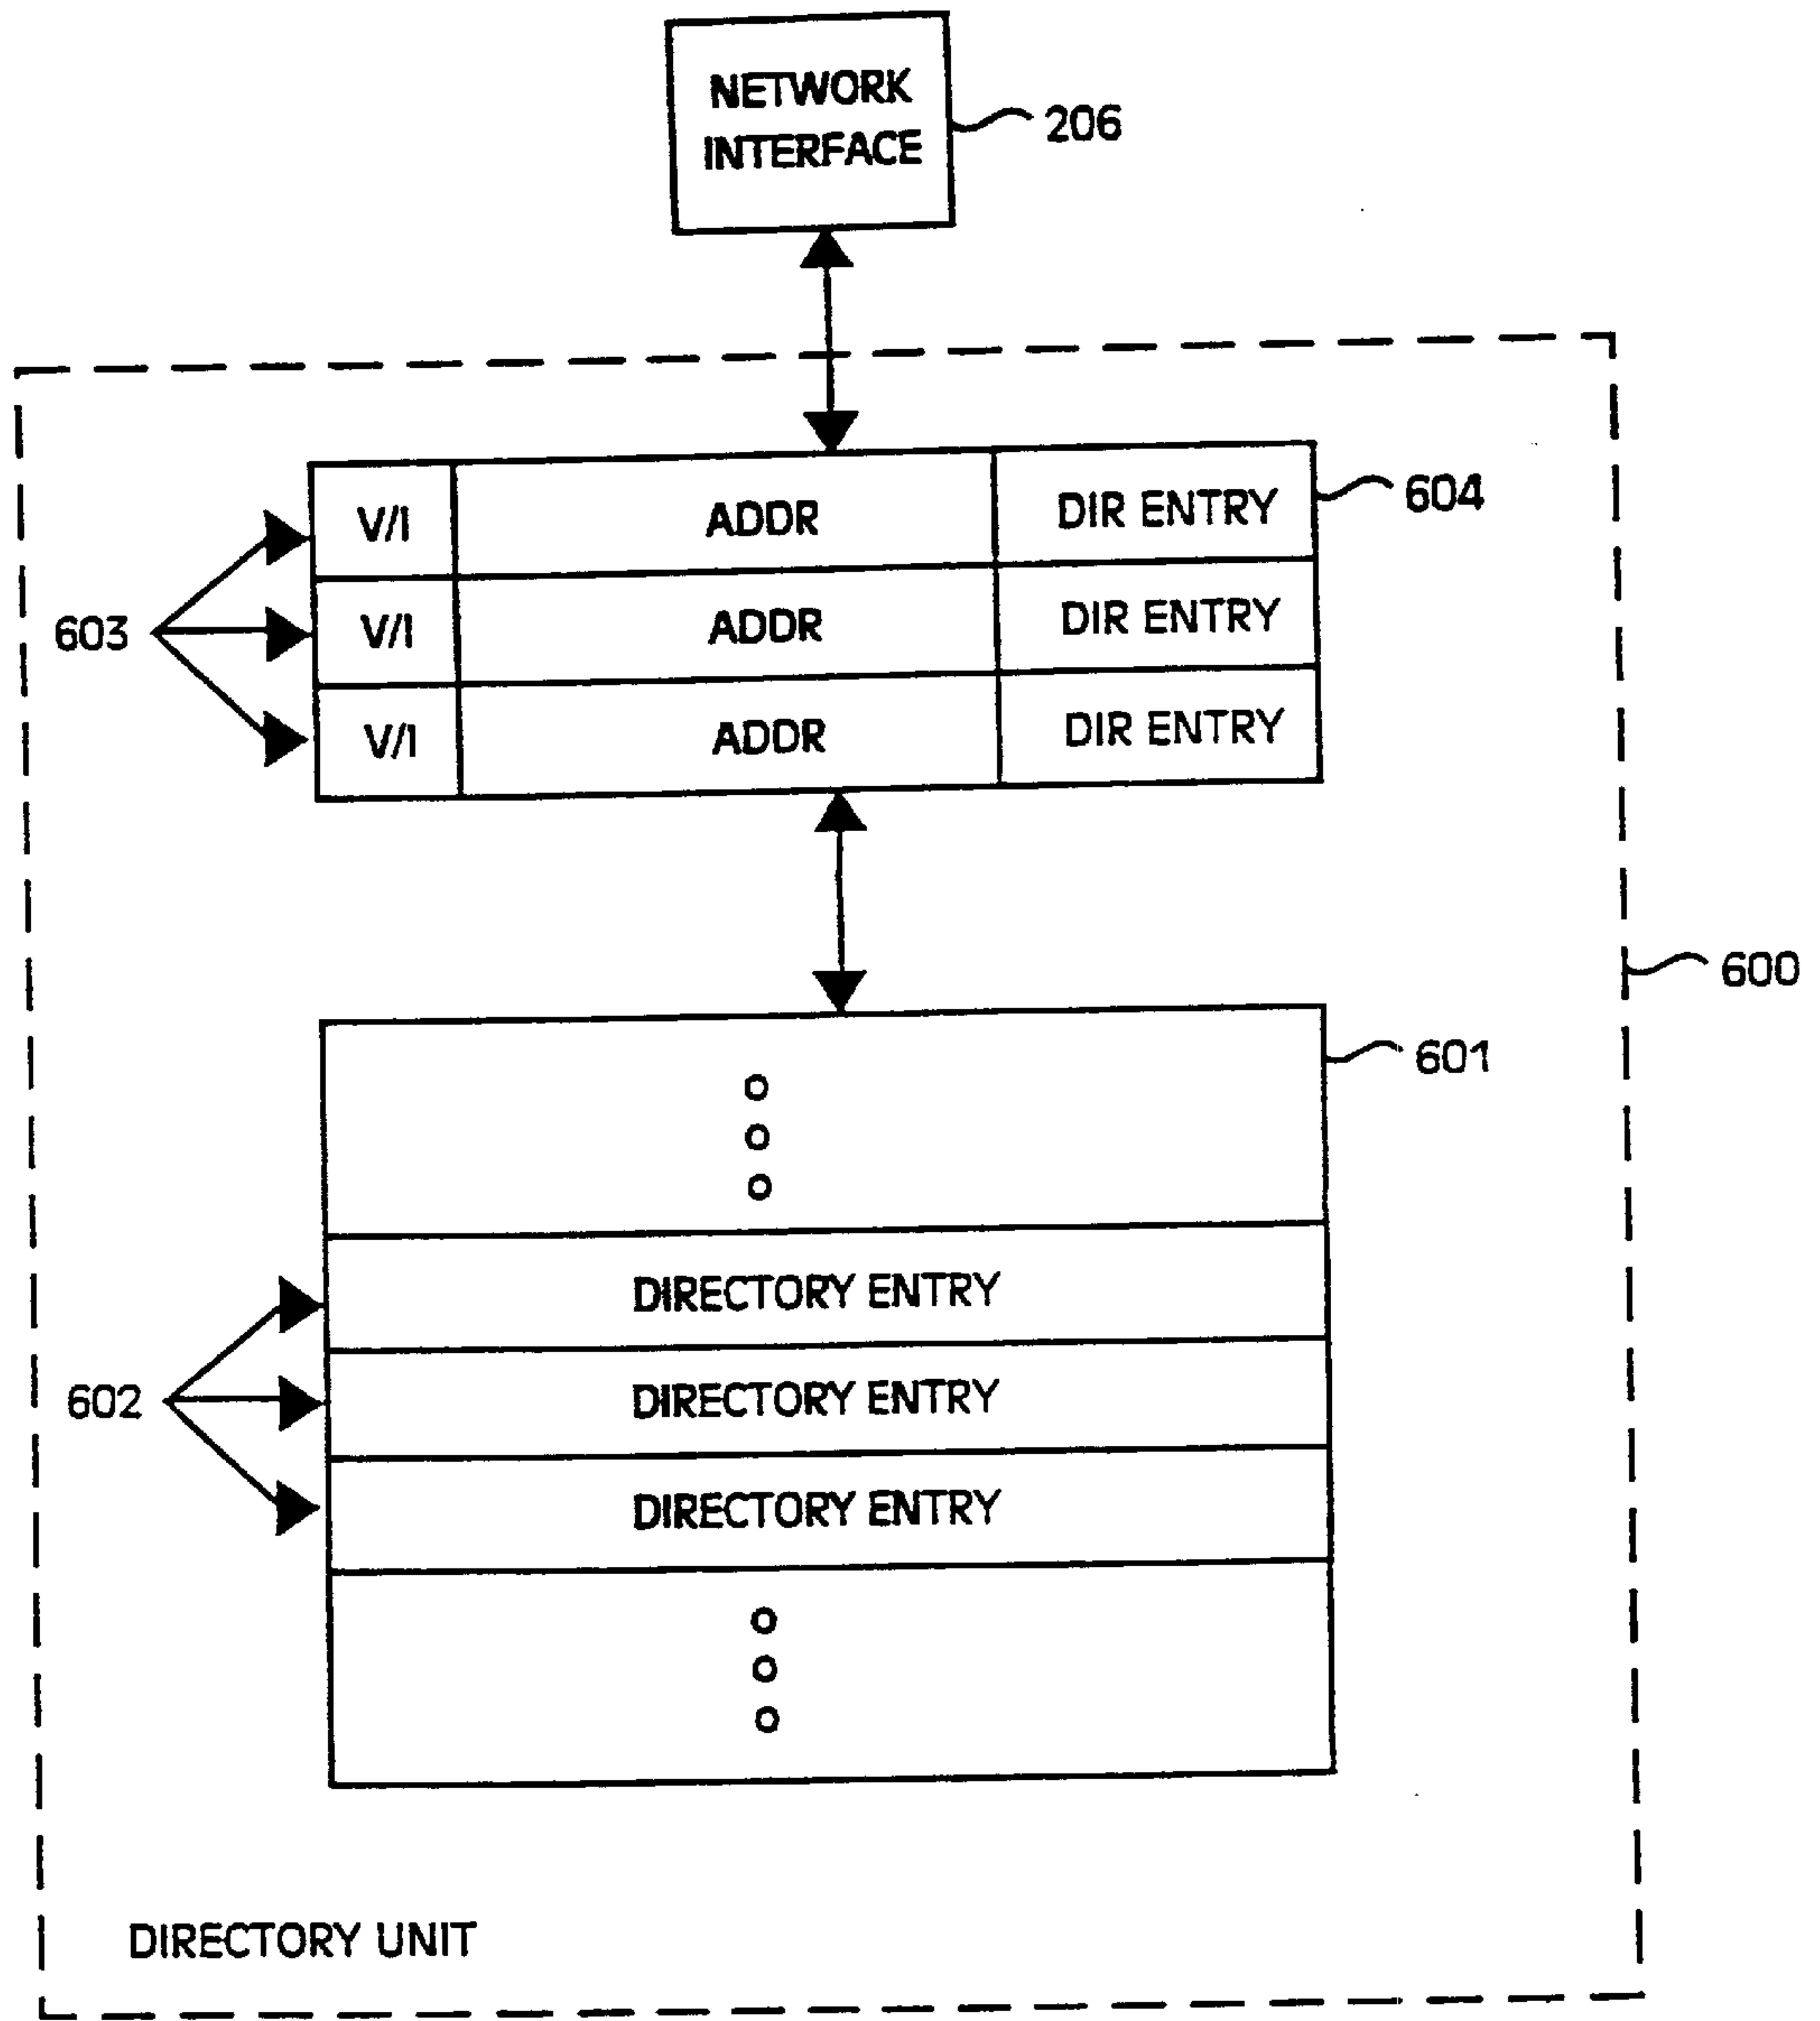 NETWORK
INTERFACE
206
V/I ADDR DIR ENTRY
604
603
V/I ADDR DIR ENTRY
V/I ADDR DIR ENTRY
600
601
DIRECTORY ENTRY
602
DIRECTORY ENTRY
DIRECTORY ENTRY
DIRECTORY UNIT